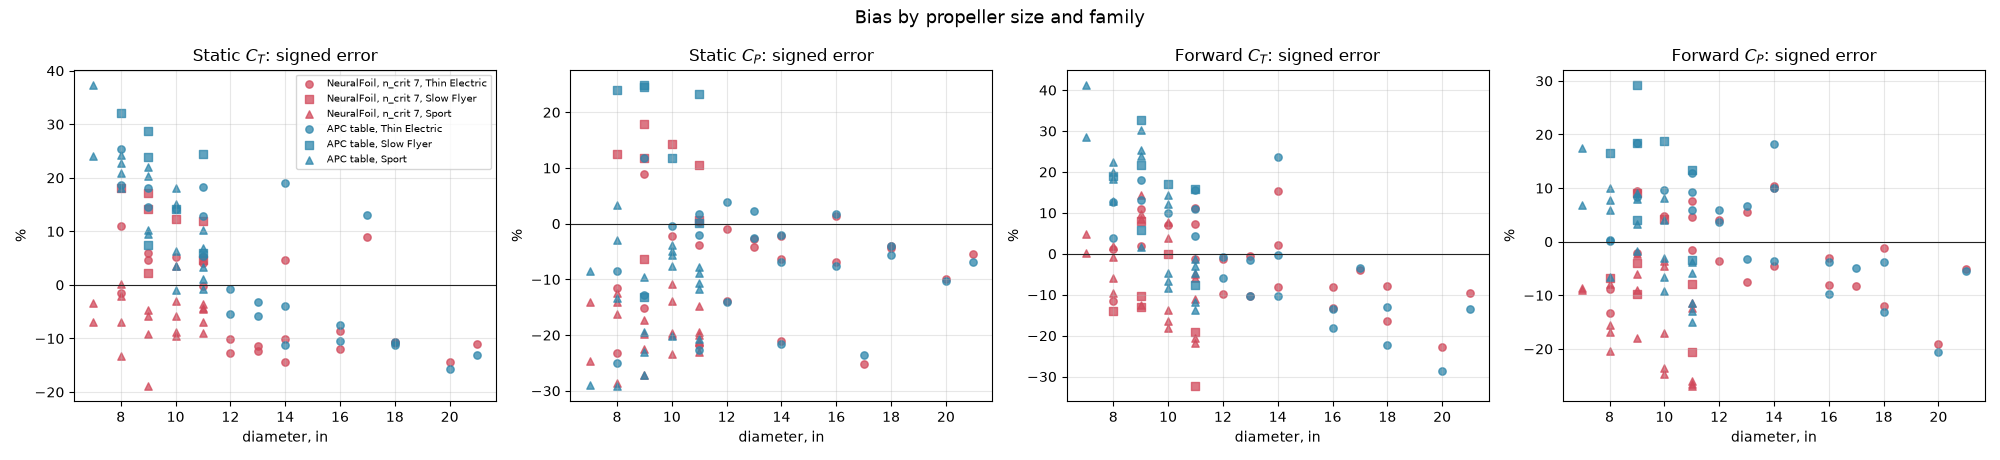 Bias by propeller size and family
Static C_T: signed error
40
30
20
10
0
−10
−20
%
8 10 12 14 16 18 20
diameter, in
NeuralFoil, n_crit 7, Thin Electric
NeuralFoil, n_crit 7, Slow Flyer
NeuralFoil, n_crit 7, Sport
APC table, Thin Electric
APC table, Slow Flyer
APC table, Sport
Static C_P: signed error
20
10
0
−10
−20
−30
%
8 10 12 14 16 18 20
diameter, in
Forward C_T: signed error
40
30
20
10
0
−10
−20
−30
%
8 10 12 14 16 18 20
diameter, in
Forward C_P: signed error
30
20
10
0
−10
−20
%
8 10 12 14 16 18 20
diameter, in